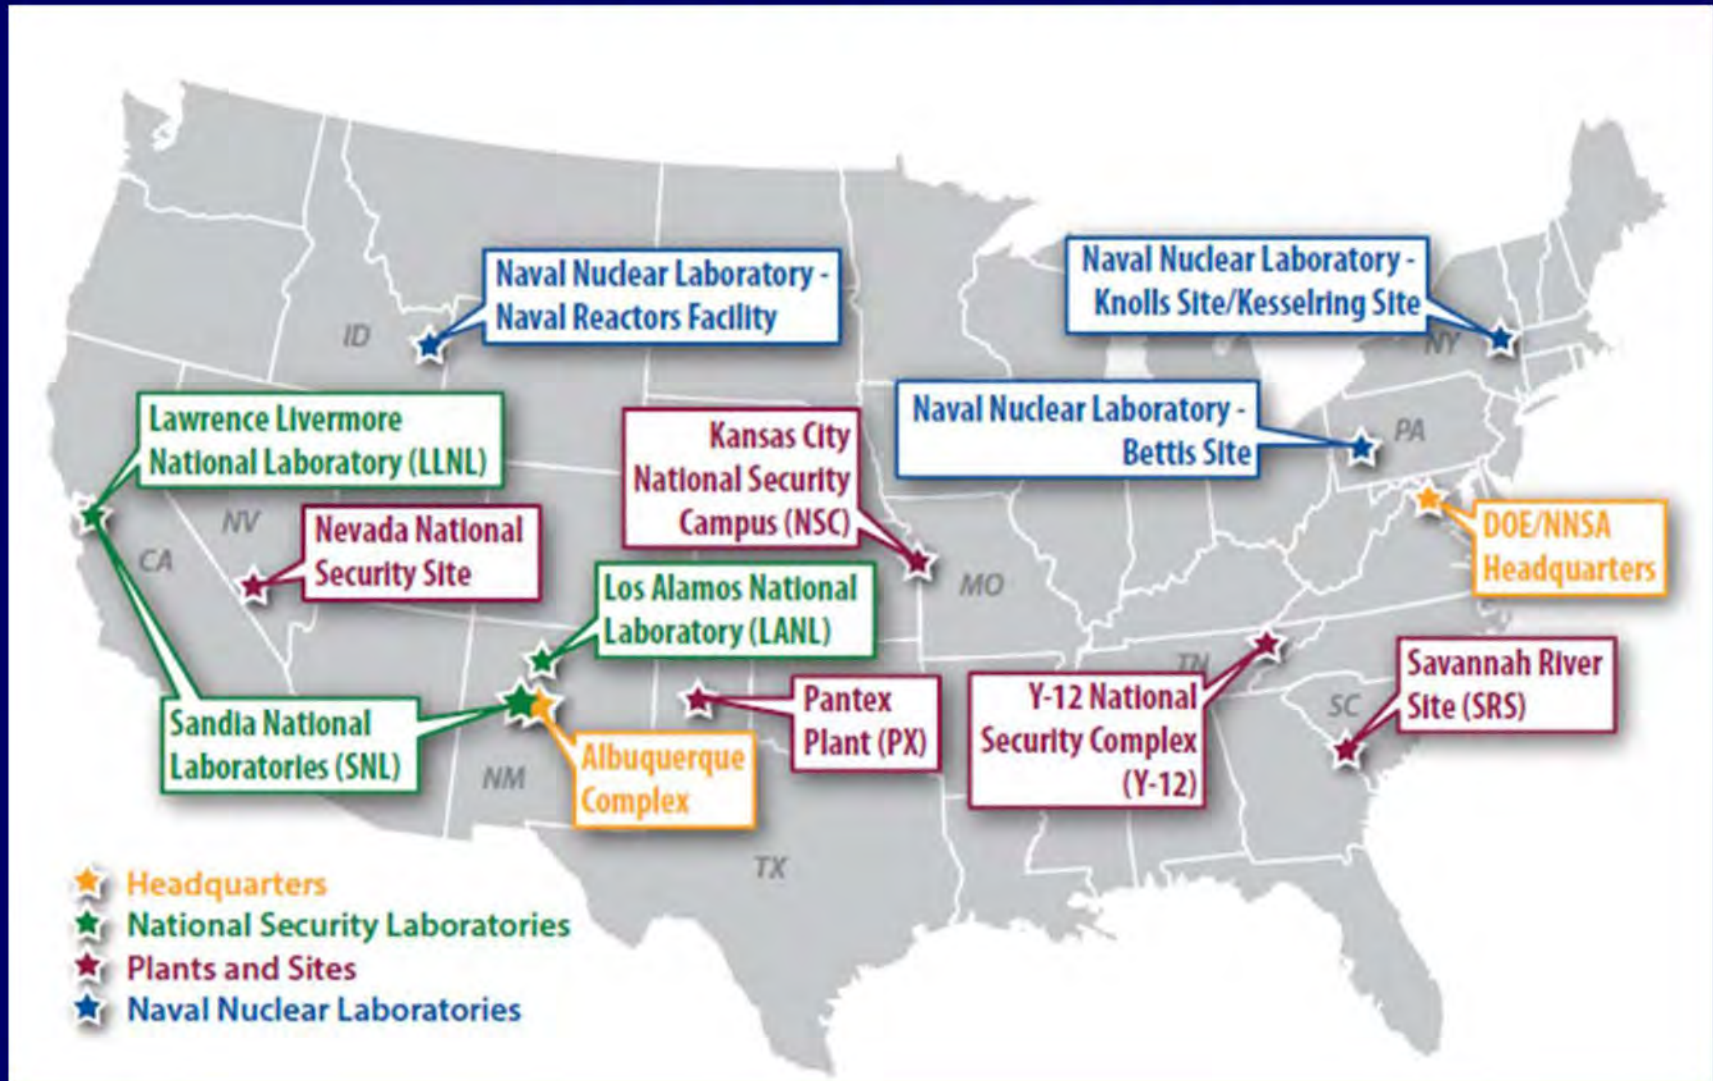 Naval Nuclear Laboratory -
Naval Reactors Facility
Naval Nuclear Laboratory -
Knolls Site/Kesselring Site
ID
NY
Lawrence Livermore
National Laboratory (LLNL)
Kansas City
National Security
Campus (NSC)
Naval Nuclear Laboratory -
Bettis Site
PA
NV
CA
Nevada National
Security Site
DOE/NNSA
Headquarters
Los Alamos National
Laboratory (LANL)
MO
TN
Sandia National
Laboratories (SNL)
Pantex
Plant (PX)
Y-12 National
Security Complex
(Y-12)
SC
Savannah River
Site (SRS)
NM
Albuquerque
Complex
TX
Headquarters
National Security Laboratories
Plants and Sites
Naval Nuclear Laboratories